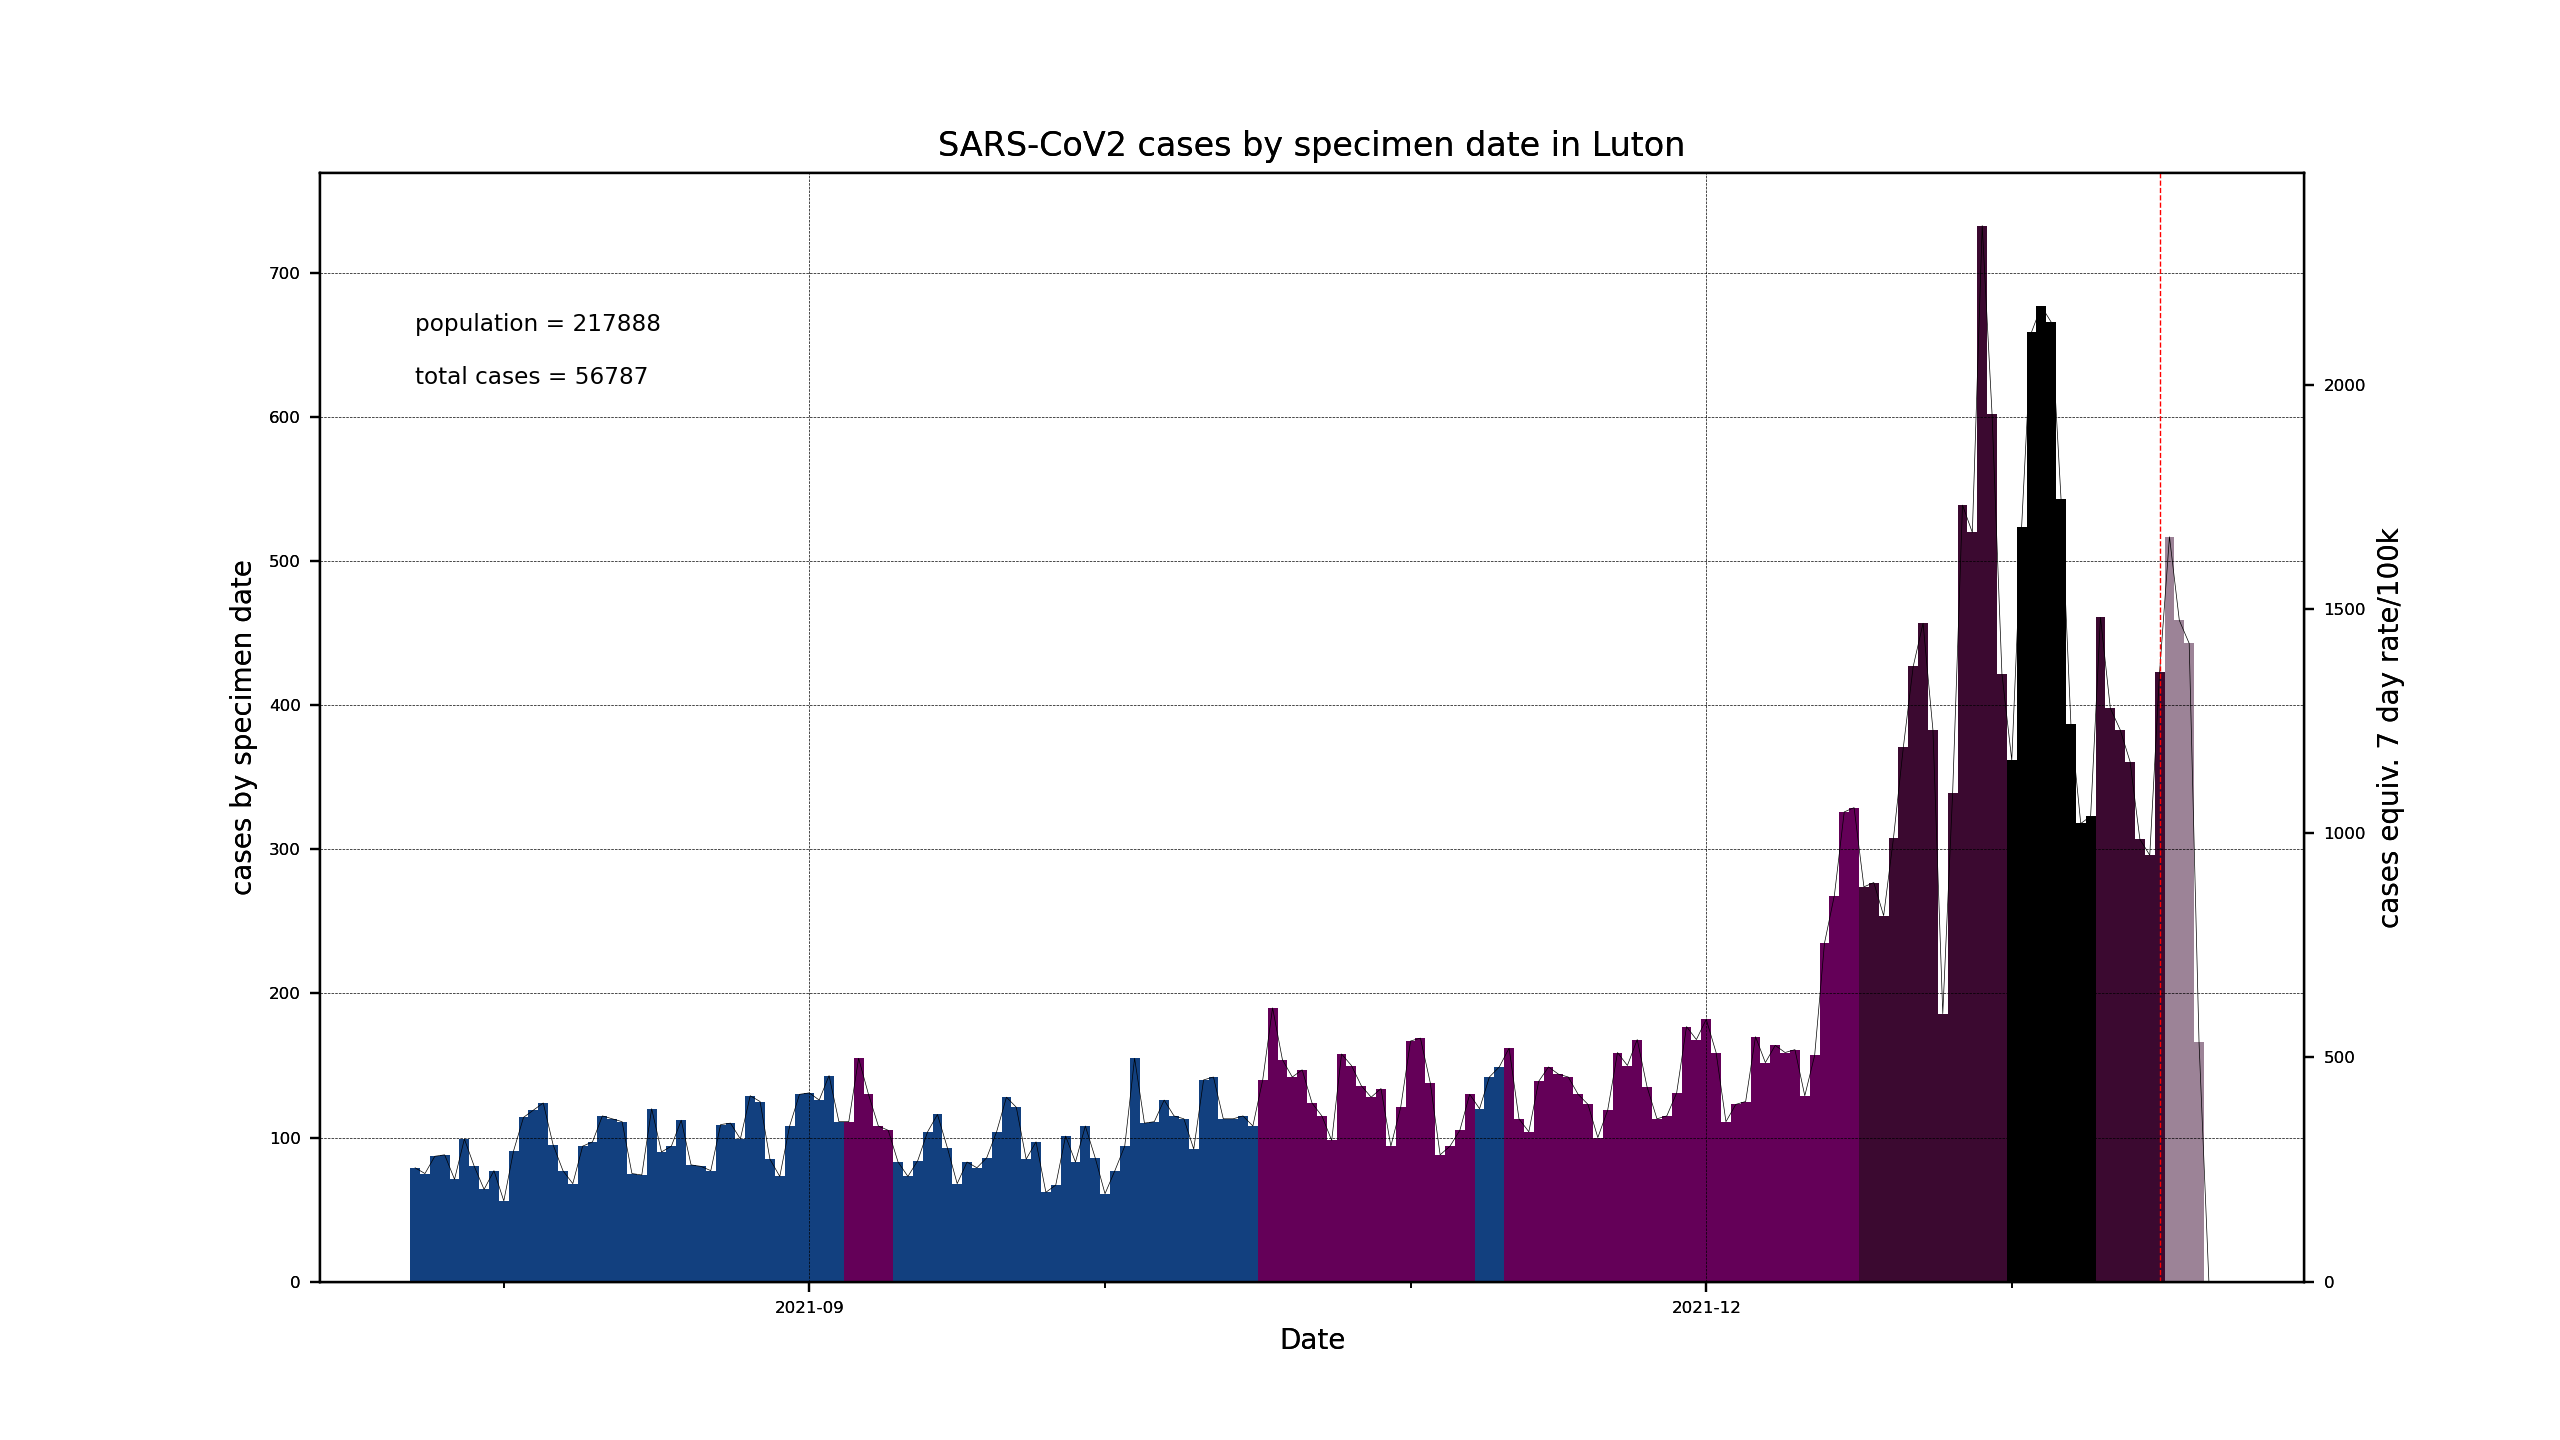 SARS-CoV2 cases by specimen date in Luton
population = 217888
total cases = 56787
cases by specimen date
700
600
500
400
300
200
100
0
2000
1500
1000
500
0
cases equiv. 7 day rate/100k
2021-09
2021-12
Date